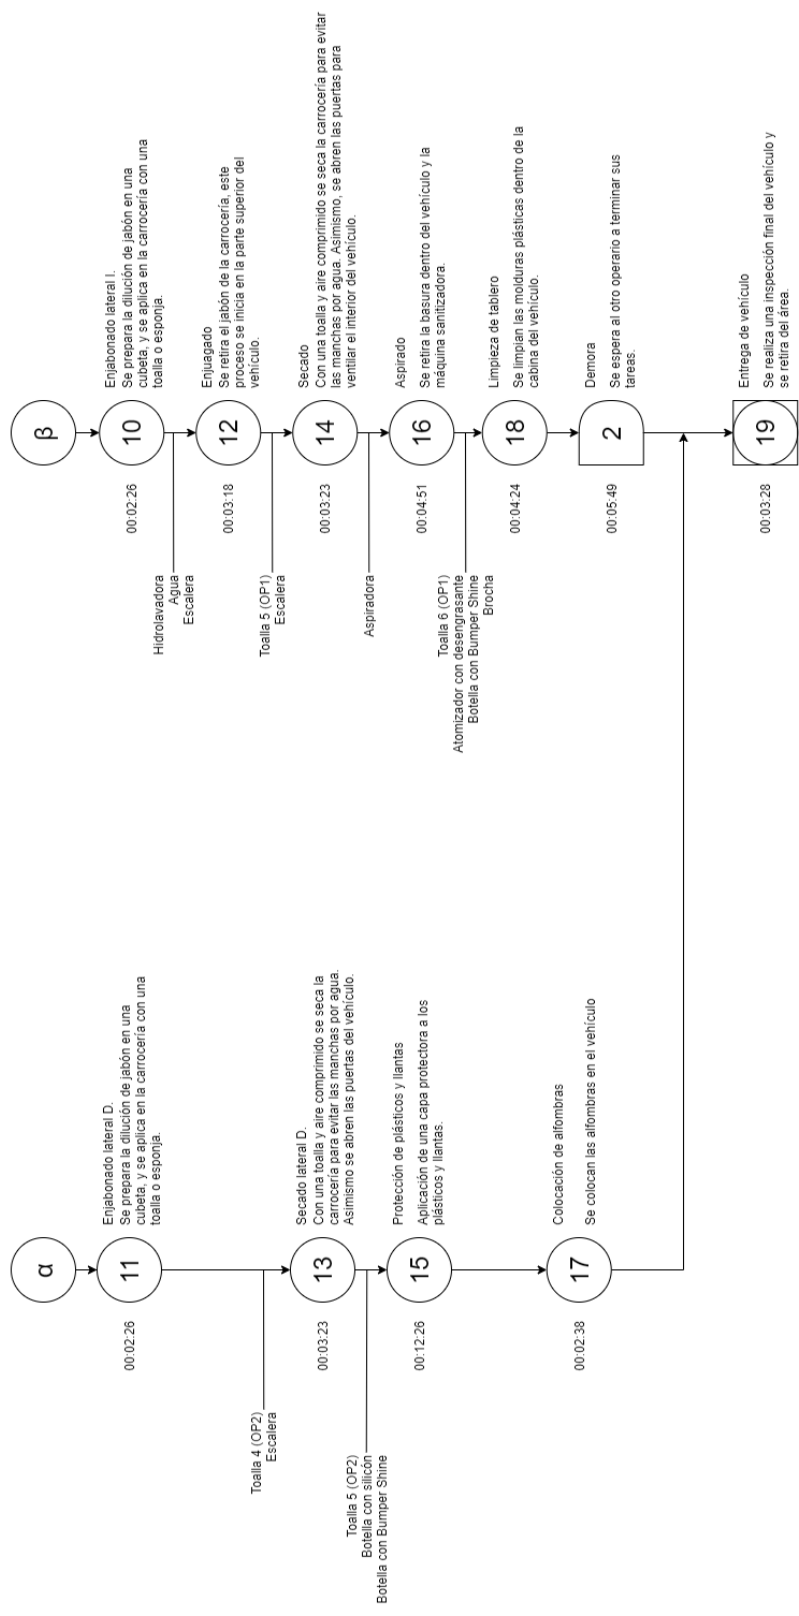 β
10
00:02:26
Enjabonado lateral I.
Se prepara la dilución de jabón en una
cubeta, y se aplica en la carrocería con una
toalla o esponja.
Hidrolavadora
Agua
Escalera
12
00:03:18
Enjuagado
Se retira el jabón de la carrocería, este
proceso se inicia en la parte superior del
vehículo.
Toalla 5 (OP1)
Escalera
14
00:03:23
Secado
Con una toalla y aire comprimido se seca la carrocería para evitar
las manchas por agua. Asimismo, se abren las puertas para
ventilar el interior del vehículo.
Aspiradora
16
00:04:51
Aspirado
Se retira la basura dentro del vehículo y la
máquina sanitizadora.
Toalla 6 (OP1)
Atomizador con desengrasante
Botella con Bumper Shine
Brocha
18
00:04:24
Limpieza de tablero
Se limpian las molduras plásticas dentro de la
cabina del vehículo.
2
00:05:49
Demora
Se espera al otro operario a terminar sus
tareas.
19
00:03:28
Entrega de vehículo
Se realiza una inspección final del vehículo y
se retira del área.
α
11
00:02:26
Enjabonado lateral D.
Se prepara la dilución de jabón en una
cubeta, y se aplica en la carrocería con una
toalla o esponja.
Toalla 4 (OP2)
Escalera
13
00:03:23
Secado lateral D.
Con una toalla y aire comprimido se seca la
carrocería para evitar las manchas por agua.
Asimismo se abren las puertas del vehículo.
Toalla 5 (OP2)
Botella con silicón
Botella con Bumper Shine
15
00:12:26
Protección de plásticos y llantas
Aplicación de una capa protectora a los
plásticos y llantas.
17
00:02:38
Colocación de alfombras
Se colocan las alfombras en el vehículo